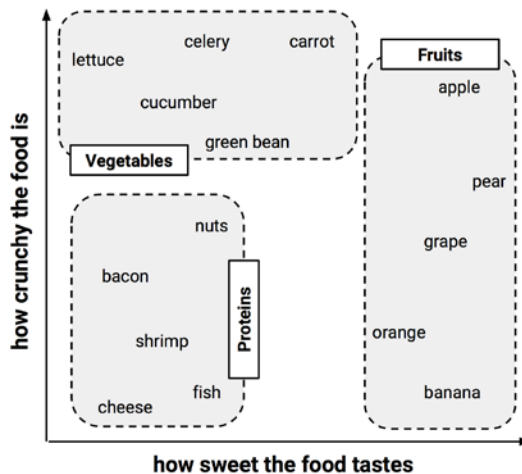 celery
carrot
lettuce
Fruits
apple
cucumber
green bean
Vegetables
pear
nuts
grape
bacon
Proteins
orange
shrimp
fish
banana
cheese
how crunchy the food is
how sweet the food tastes